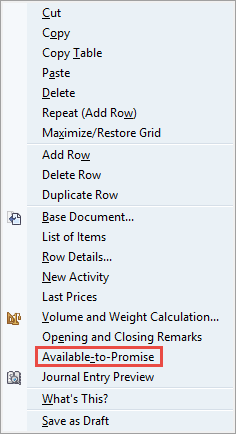 Cut
Copy
Copy Table
Paste
Delete
Repeat (Add Row)
Maximize/Restore Grid
Add Row
Delete Row
Duplicate Row
Base Document...
List of Items
Row Details...
New Activity
Last Prices
Volume and Weight Calculation...
Opening and Closing Remarks
Available-to-Promise
Journal Entry Preview
What's This?
Save as Draft